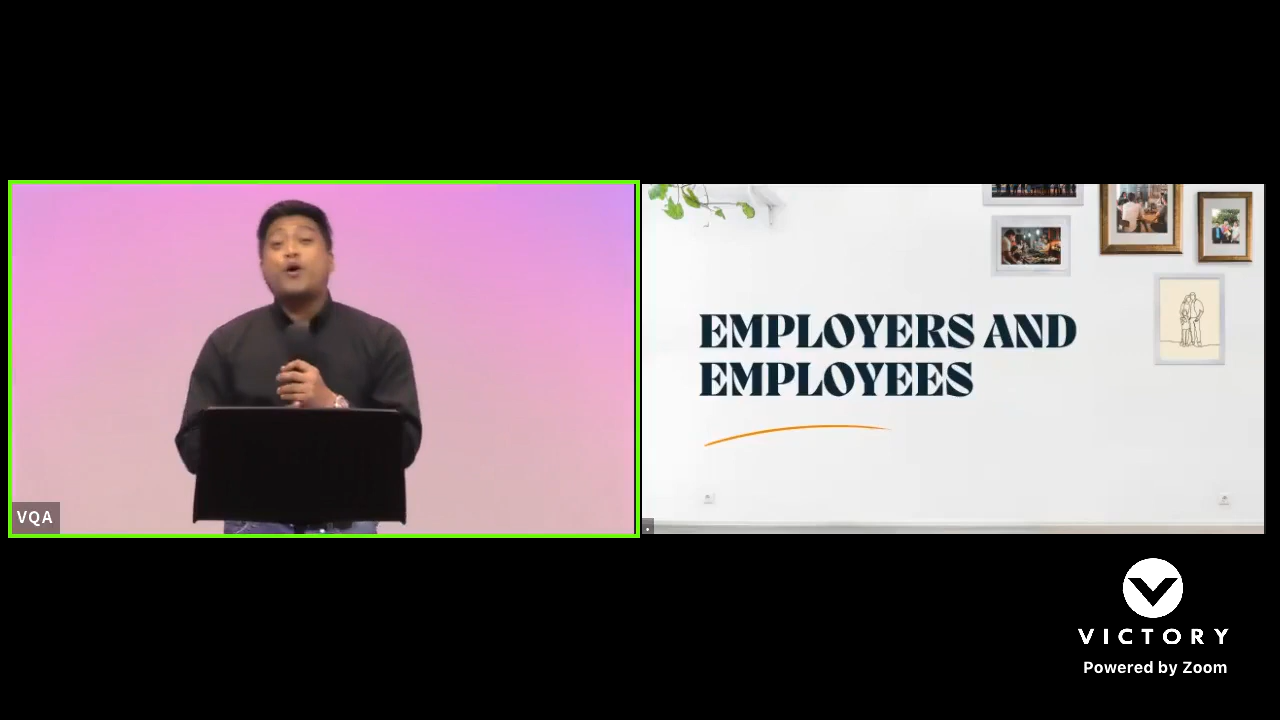 VQA
EMPLOYERS AND
EMPLOYEES
VICTORY
Powered by Zoom